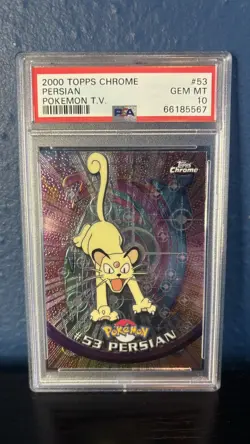 2000 TOPPS CHROME #53
PERSIAN GEM MT
POKEMON T.V. PSA 10
66185567
Topps
Chrome
POKéMON
#53 PERSIAN